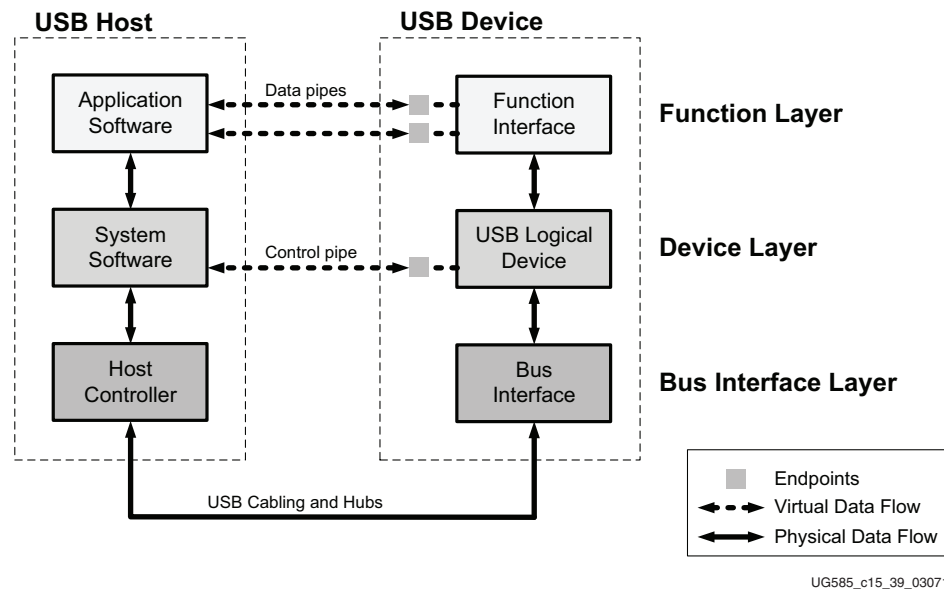 USB Host
USB Device
Application
Software
Data pipes
Function
Interface
Function Layer
System
Software
Control pipe
USB Logical
Device
Device Layer
Host
Controller
Bus
Interface
Bus Interface Layer
USB Cabling and Hubs
Endpoints
Virtual Data Flow
Physical Data Flow
UG585_c15_39_03071